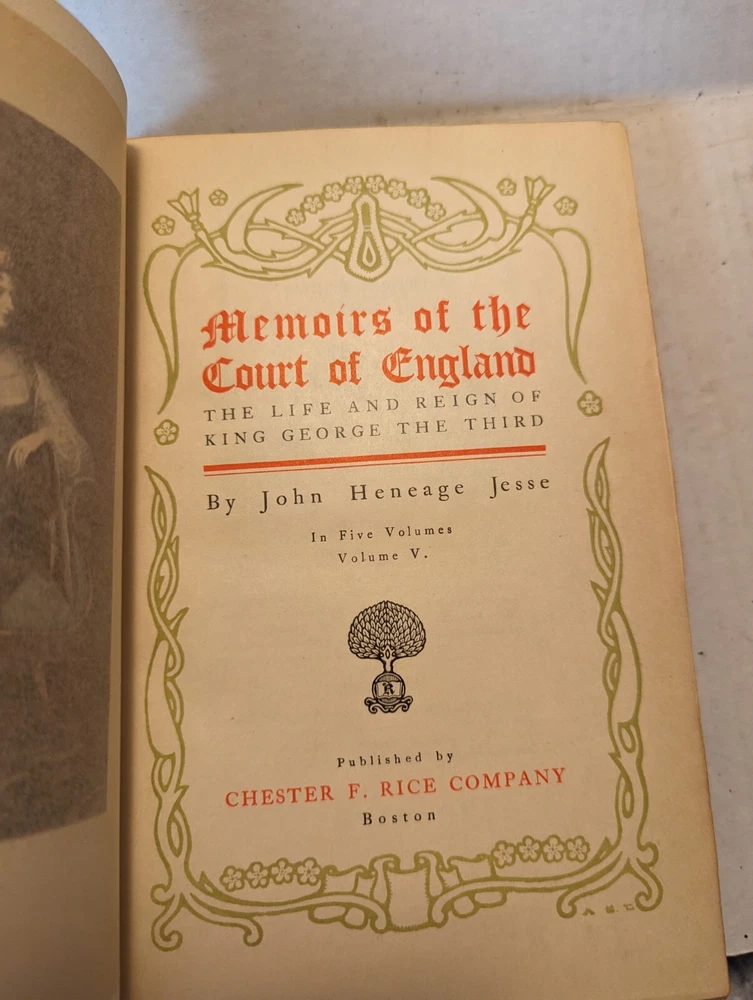 Memoirs of the
Court of England
THE LIFE AND REIGN OF
KING GEORGE THE THIRD
By John Heneage Jesse
In Five Volumes
Volume V.
R
Published by
CHESTER F. RICE COMPANY
Boston